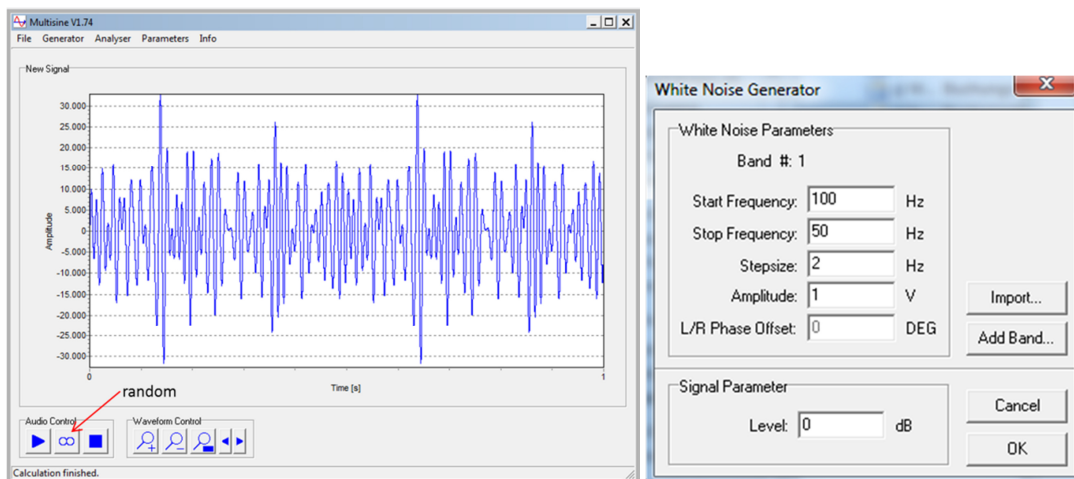 Multisine V1.74
File Generator Analyser Parameters Info
New Signal
30.000
25.000
20.000
15.000
10.000
5.000
0
-5.000
-10.000
-15.000
-20.000
-25.000
-30.000
Amplitude
0
1
Time [s]
random
Audio Control
Waveform Control
Calculation finished.
White Noise Generator
White Noise Parameters
Band #: 1
Start Frequency: 100 Hz
Stop Frequency: 50 Hz
Stepsize: 2 Hz
Amplitude: 1 V
L/R Phase Offset: 0 DEG
Import...
Add Band...
Signal Parameter
Level: 0 dB
Cancel
OK